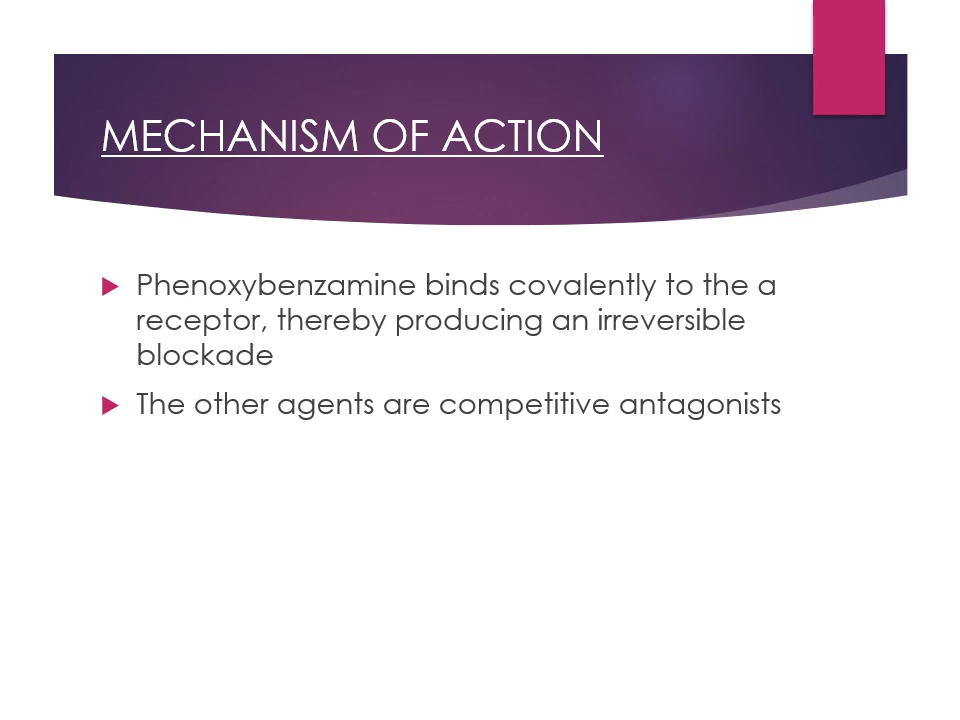 MECHANISM OF ACTION
Phenoxybenzamine binds covalently to the a
receptor, thereby producing an irreversible
blockade
The other agents are competitive antagonists